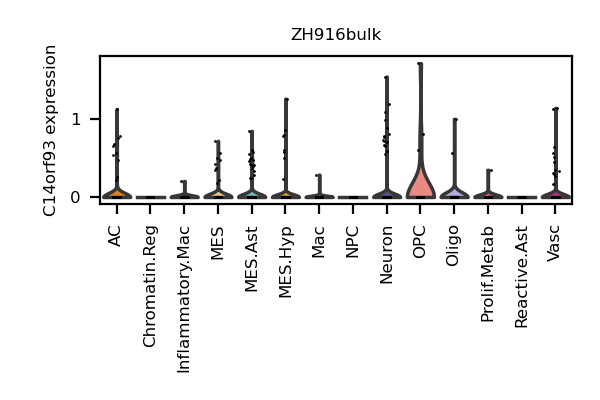 ZH916bulk
C14orf93 expression
1
0
AC
Chromatin.Reg
Inflammatory.Mac
MES
MES.Ast
MES.Hyp
Mac
NPC
Neuron
OPC
Oligo
Prolif.Metab
Reactive.Ast
Vasc